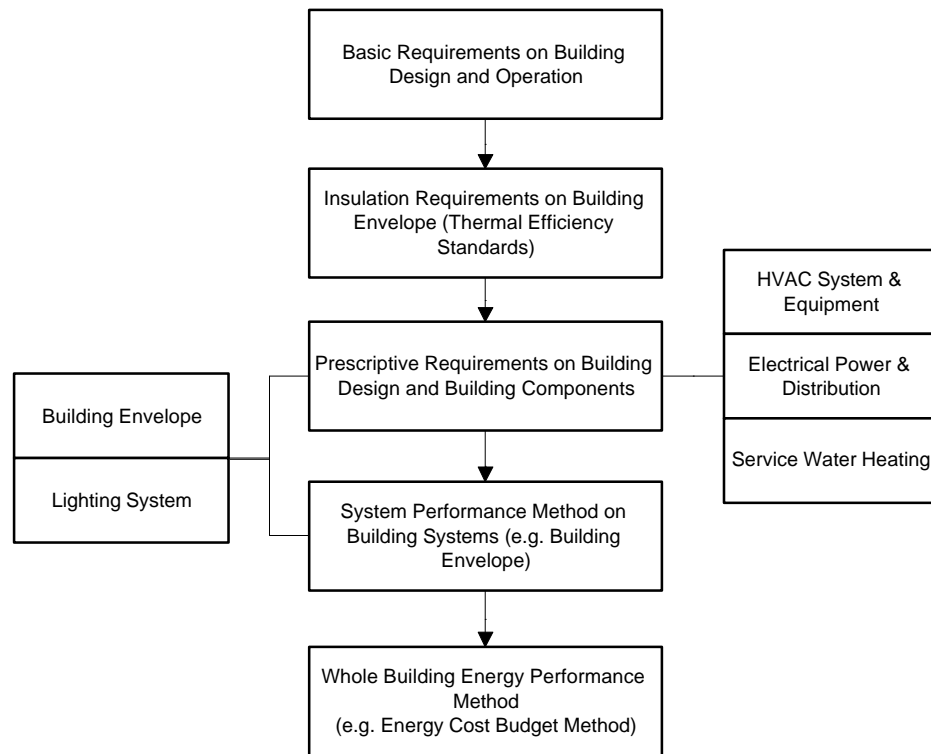 Basic Requirements on Building
Design and Operation
Insulation Requirements on Building
Envelope (Thermal Efficiency
Standards)
HVAC System &
Equipment
Prescriptive Requirements on Building
Design and Building Components
Electrical Power &
Distribution
Building Envelope
Service Water Heating
Lighting System
System Performance Method on
Building Systems (e.g. Building
Envelope)
Whole Building Energy Performance
Method
(e.g. Energy Cost Budget Method)